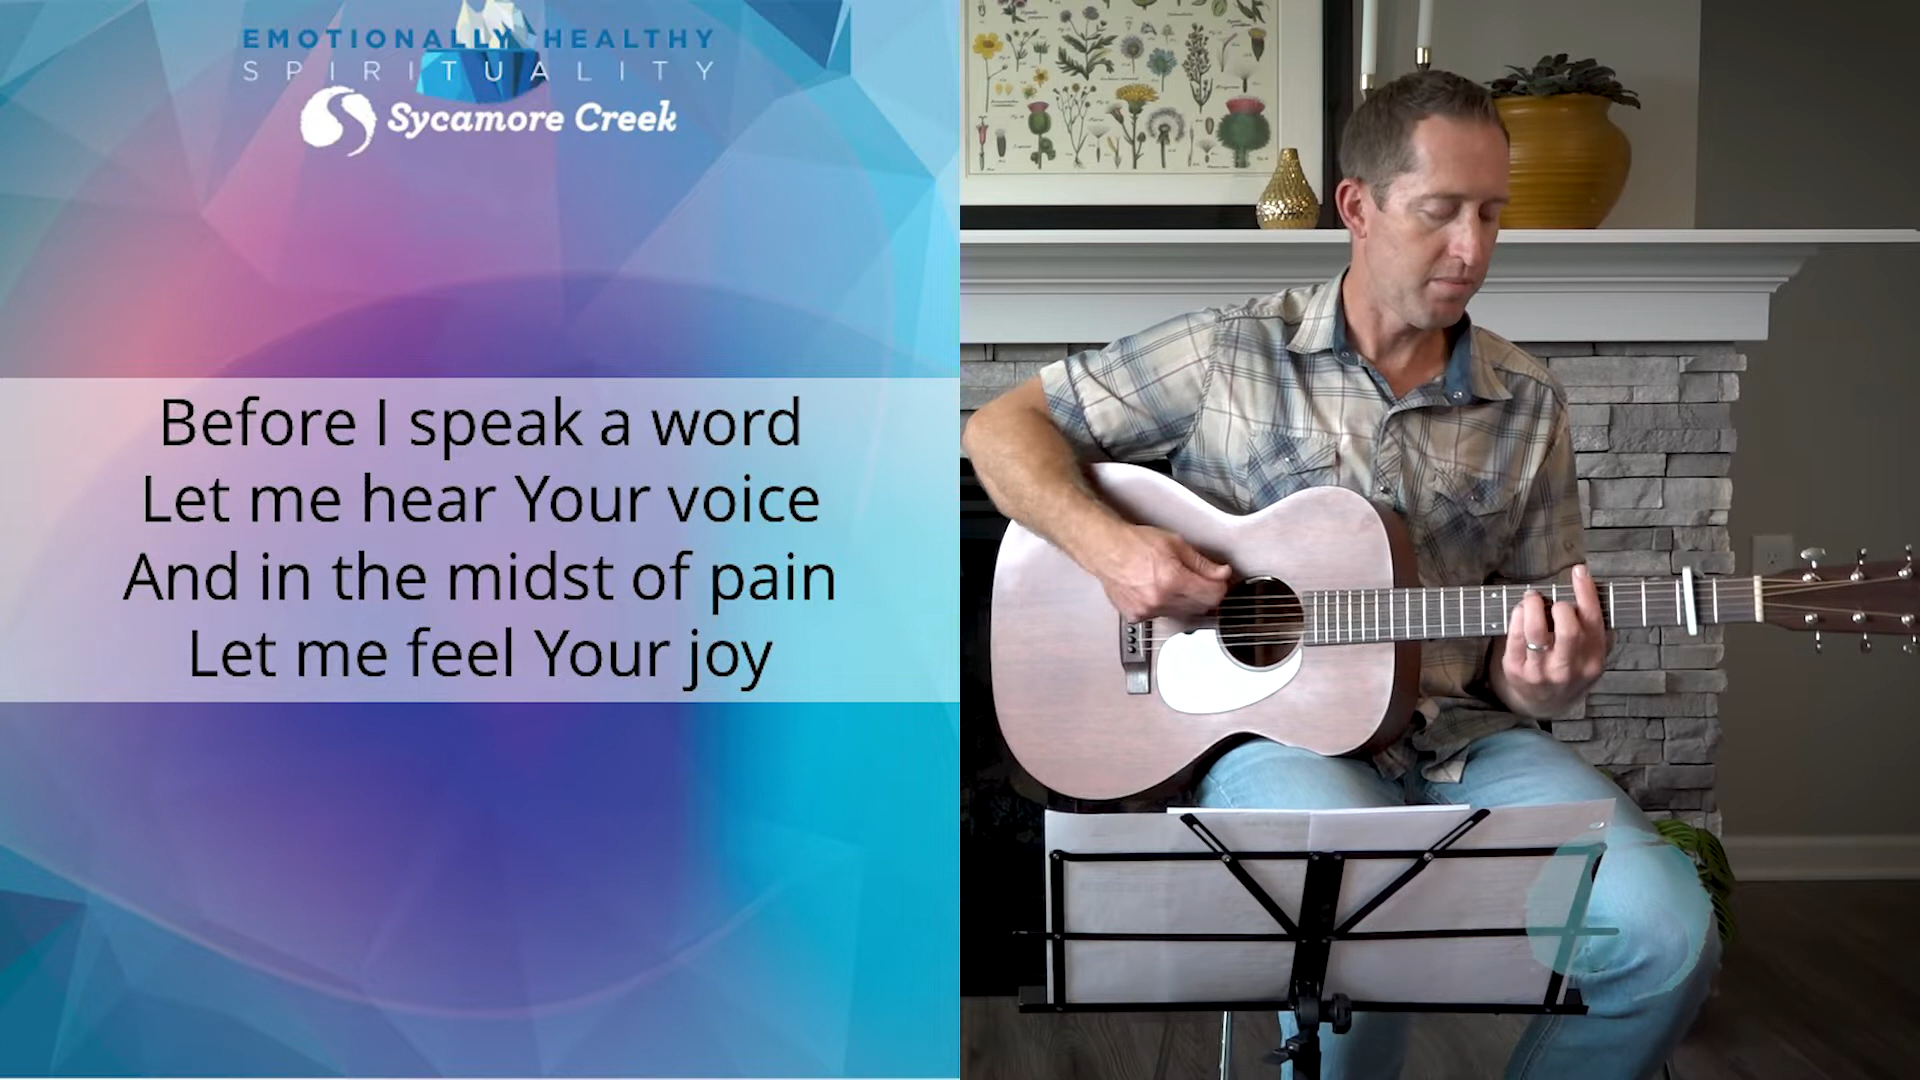 EMOTIONALLY HEALTHY
SPIRITUALITY
Sycamore Creek
Before I speak a word
Let me hear Your voice
And in the midst of pain
Let me feel Your joy